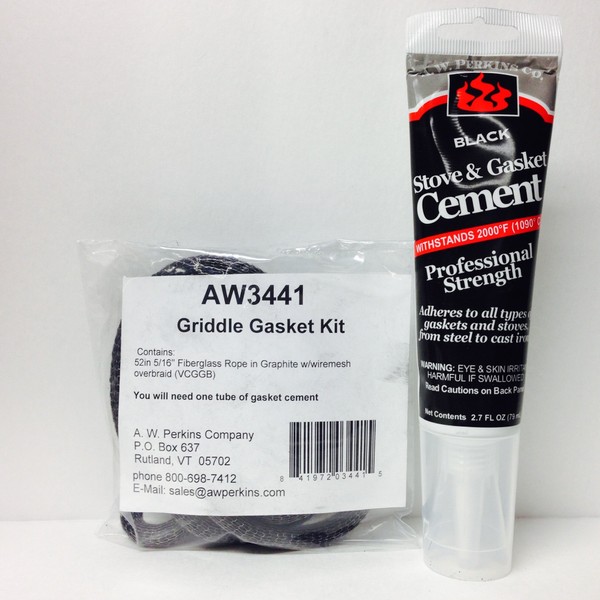 AW3441
Griddle Gasket Kit
Contains:
52in 5/16" Fiberglass Rope in Graphite w/wiremesh
overbraid (VCGGB)
You will need one tube of gasket cement
A. W. Perkins Company
P.O. Box 637
Rutland, VT 05702
phone 800-698-7412
E-Mail: sales@awperkins.com
8 41972 03441 5
A. W. PERKINS CO.
BLACK
Stove & Gasket
Cement
WITHSTANDS 2000°F (1090°
Professional
Strength
Adheres to all types
gaskets and stoves,
from steel to cast iron
WARNING: EYE & SKIN
HARMFUL IF SWALLOWED
Read Cautions on Back
Net Contents 2.7 FL OZ (79